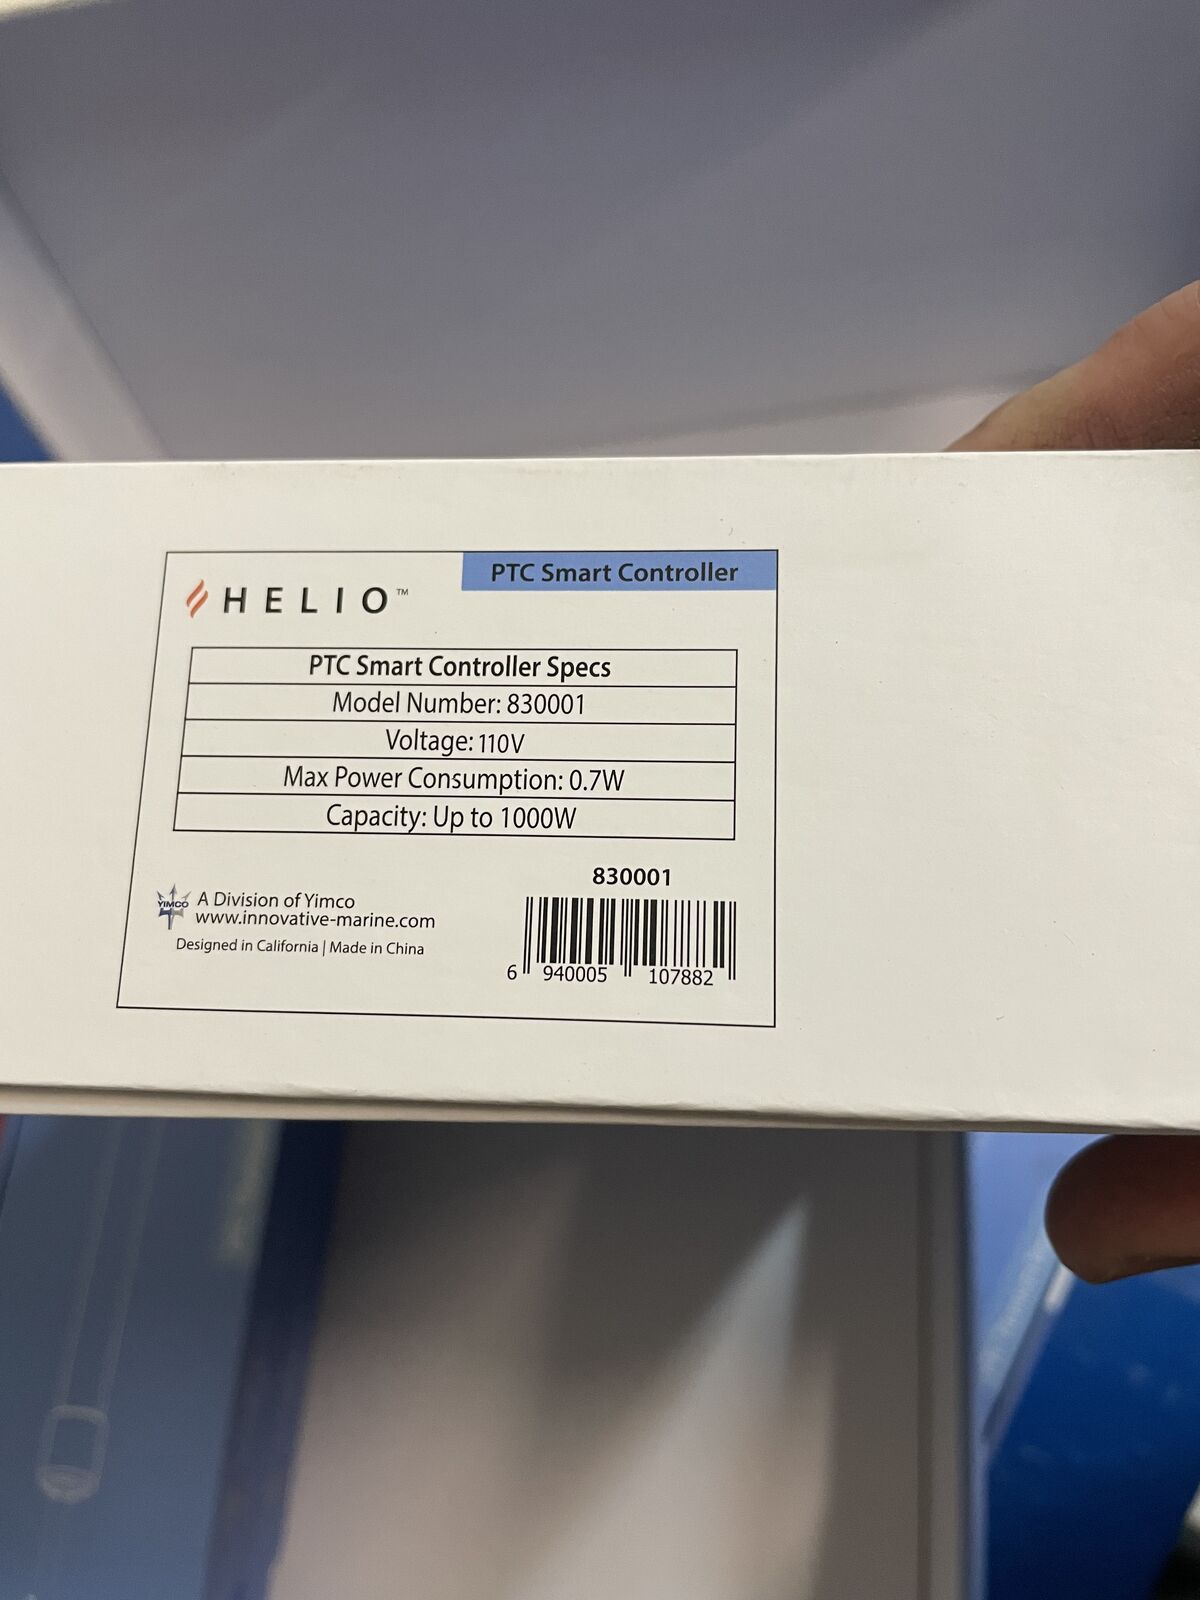 PTC Smart Controller
HELIO™
PTC Smart Controller Specs
Model Number: 830001
Voltage: 110V
Max Power Consumption: 0.7W
Capacity: Up to 1000W
830001
YIMCO
A Division of Yimco
www.innovative-marine.com
Designed in California | Made in China
6 940005 107882